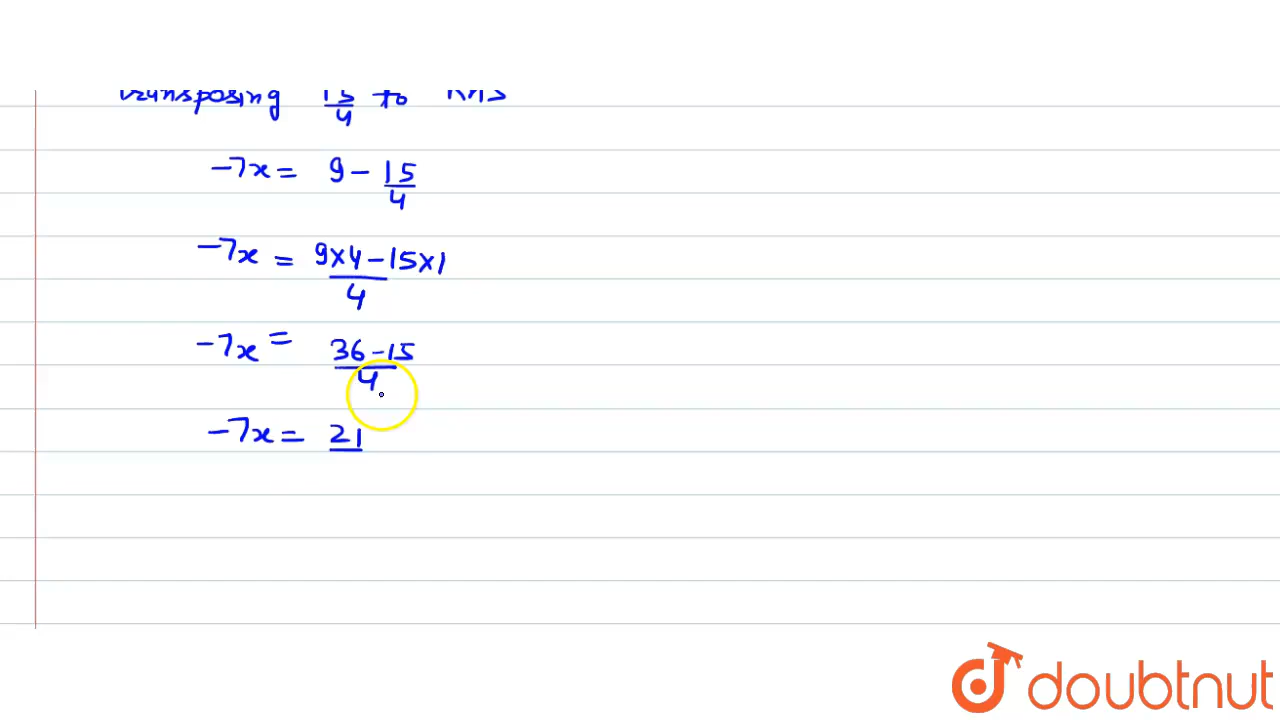 transposing 15/4 to RHS
-7x = 9 - 15/4
-7x = 9×4-15×1/4
-7x = 36-15/4
-7x = 21
doubtnut